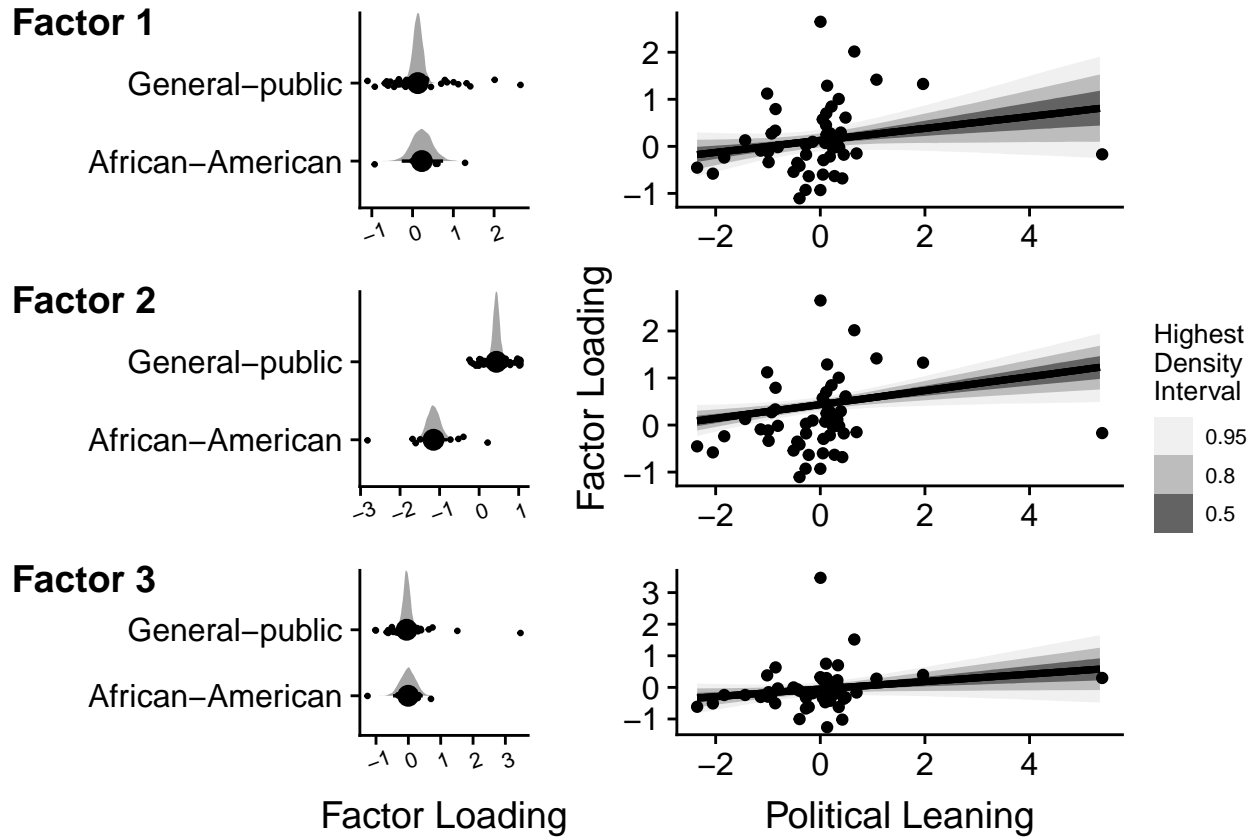 Factor 1
General−public
African−American
−1 0 1 2
2
1
0
−1
−2 0 2 4
Factor 2
General−public
African−American
−3 −2 −1 0 1
Factor Loading
2
1
0
−1
−2 0 2 4
Highest
Density
Interval
0.95
0.8
0.5
Factor 3
General−public
African−American
−1 0 1 2 3
Factor Loading
3
2
1
0
−1
−2 0 2 4
Political Leaning